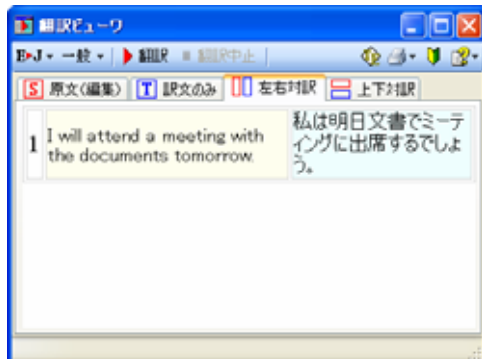 翻訳ビューワ
E▸J 一般 翻訳 翻訳中止
S 原文(編集) T 訳文のみ 左右対訳 上下対訳
1
I will attend a meeting with
the documents tomorrow.
私は明日文書でミーテ
ィングに出席するでしょ
う。